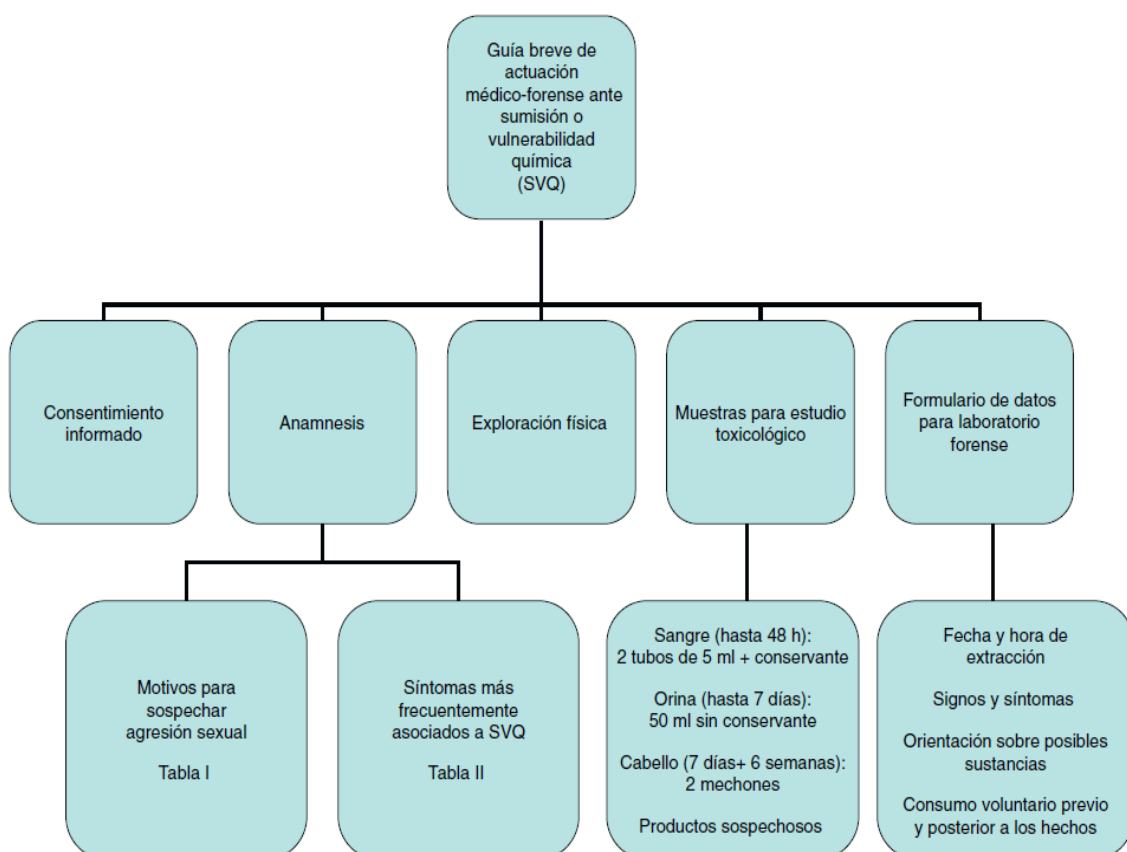 Guía breve de
actuación
médico-forense ante
sumisión o
vulnerabilidad
química
(SVQ)
Consentimiento
informado
Anamnesis
Exploración física
Muestras para estudio
toxicológico
Formulario de datos
para laboratorio
forense
Motivos para
sospechar
agresión sexual
Tabla I
Síntomas más
frecuentemente
asociados a SVQ
Tabla II
Sangre (hasta 48 h):
2 tubos de 5 ml + conservante
Orina (hasta 7 días):
50 ml sin conservante
Cabello (7 días+ 6 semanas):
2 mechones
Productos sospechosos
Fecha y hora de
extracción
Signos y síntomas
Orientación sobre posibles
sustancias
Consumo voluntario previo
y posterior a los hechos